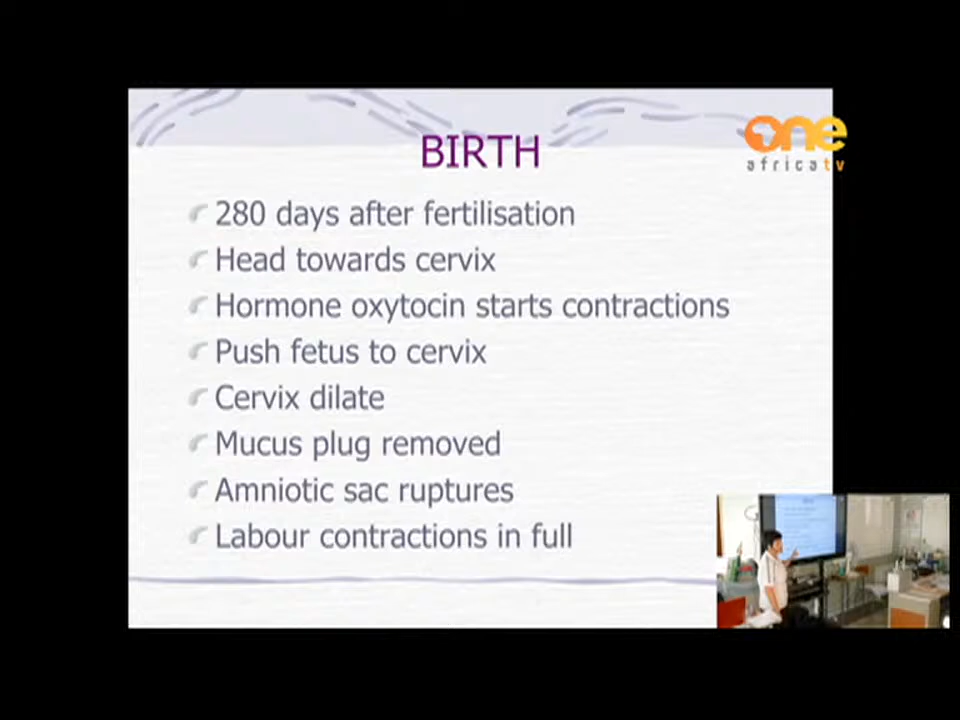 BIRTH
one
africatv
280 days after fertilisation
Head towards cervix
Hormone oxytocin starts contractions
Push fetus to cervix
Cervix dilate
Mucus plug removed
Amniotic sac ruptures
Labour contractions in full